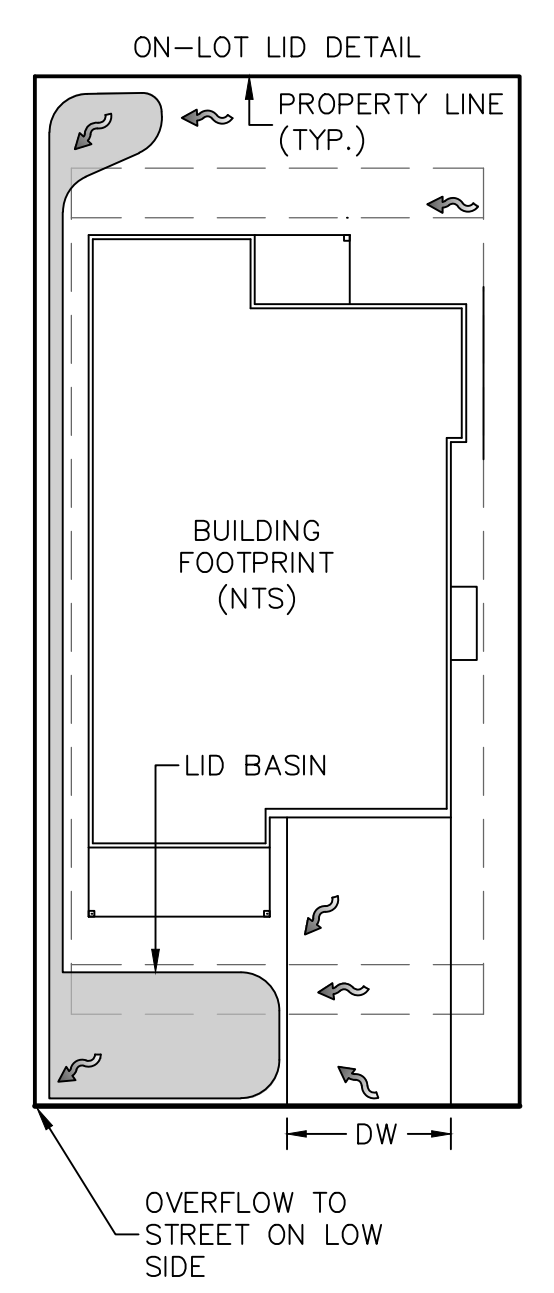 ON-LOT LID DETAIL
PROPERTY LINE
(TYP.)
BUILDING
FOOTPRINT
(NTS)
LID BASIN
DW
OVERFLOW TO
STREET ON LOW
SIDE